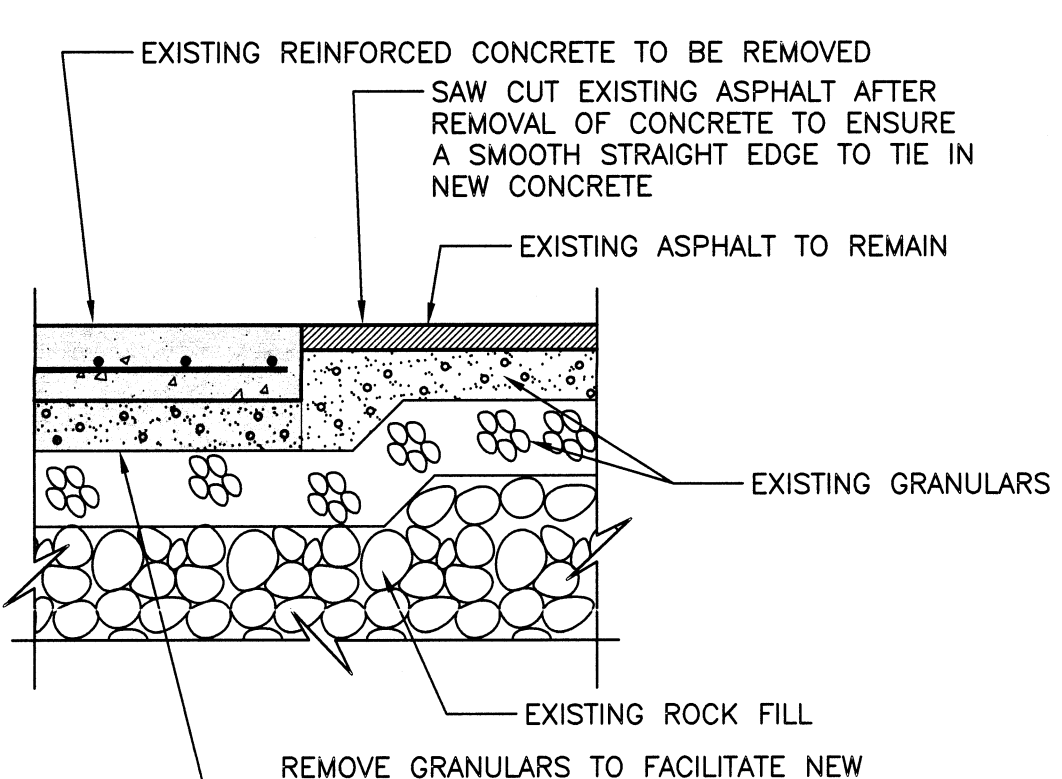 EXISTING REINFORCED CONCRETE TO BE REMOVED
SAW CUT EXISTING ASPHALT AFTER
REMOVAL OF CONCRETE TO ENSURE
A SMOOTH STRAIGHT EDGE TO TIE IN
NEW CONCRETE
EXISTING ASPHALT TO REMAIN
EXISTING GRANULARS
EXISTING ROCK FILL
REMOVE GRANULARS TO FACILITATE NEW